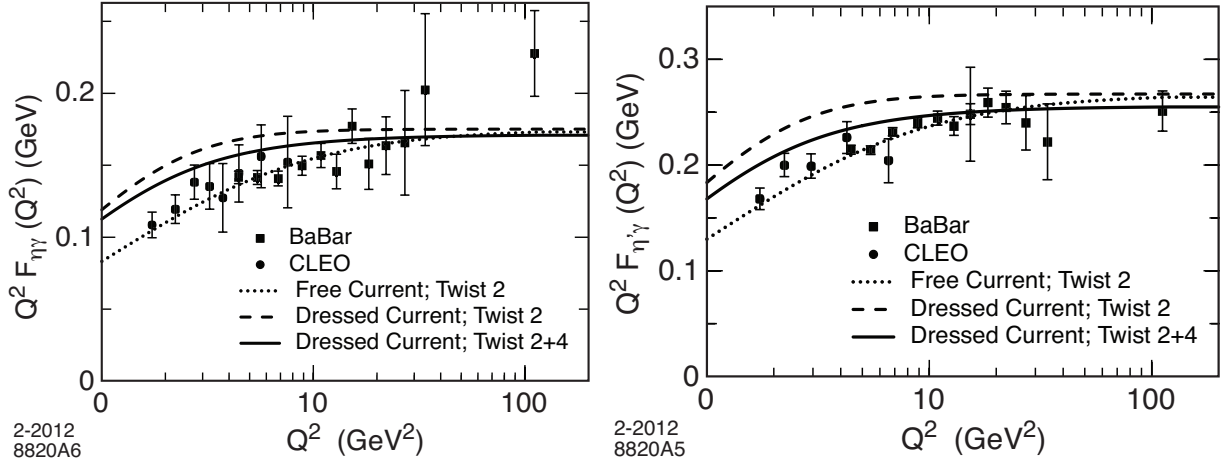 0.2
0.1
0
Q² F_ηγ (Q²) (GeV)
BaBar
CLEO
Free Current; Twist 2
Dressed Current; Twist 2
Dressed Current; Twist 2+4
0 10 100
Q² (GeV²)
2-2012
8820A6
0.3
0.2
0.1
0
Q² F_η'γ (Q²) (GeV)
BaBar
CLEO
Free Current; Twist 2
Dressed Current; Twist 2
Dressed Current; Twist 2+4
0 10 100
Q² (GeV²)
2-2012
8820A5